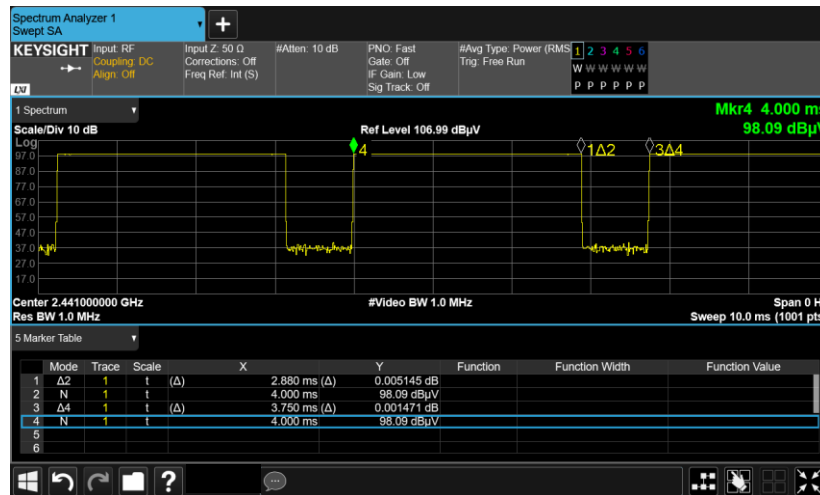 Spectrum Analyzer 1
Swept SA
+
KEYSIGHT Input: RF Input Z: 50 Ω #Atten: 10 dB PNO: Fast #Avg Type: Power (RMS 1 2 3 4 5 6
Coupling: DC Corrections: Off Gate: Off Trig: Free Run W W W W W W
Align: Off Freq Ref: Int (S) IF Gain: Low P P P P P P
LXI Sig Track: Off
1 Spectrum Mkr4 4.000 ms
Scale/Div 10 dB Ref Level 106.99 dBµV 98.09 dBµV
Log
4 1Δ2 3Δ4
97.0
87.0
77.0
67.0
57.0
47.0
37.0
27.0
17.0
Center 2.441000000 GHz #Video BW 1.0 MHz Span 0 H
Res BW 1.0 MHz Sweep 10.0 ms (1001 pts
5 Marker Table
Mode Trace Scale X Y Function Function Width Function Value
1 Δ2 1 t (Δ) 2.880 ms (Δ) 0.005145 dB
2 N 1 t 4.000 ms 98.09 dBµV
3 Δ4 1 t (Δ) 3.750 ms (Δ) 0.001471 dB
4 N 1 t 4.000 ms 98.09 dBµV
5
6
?